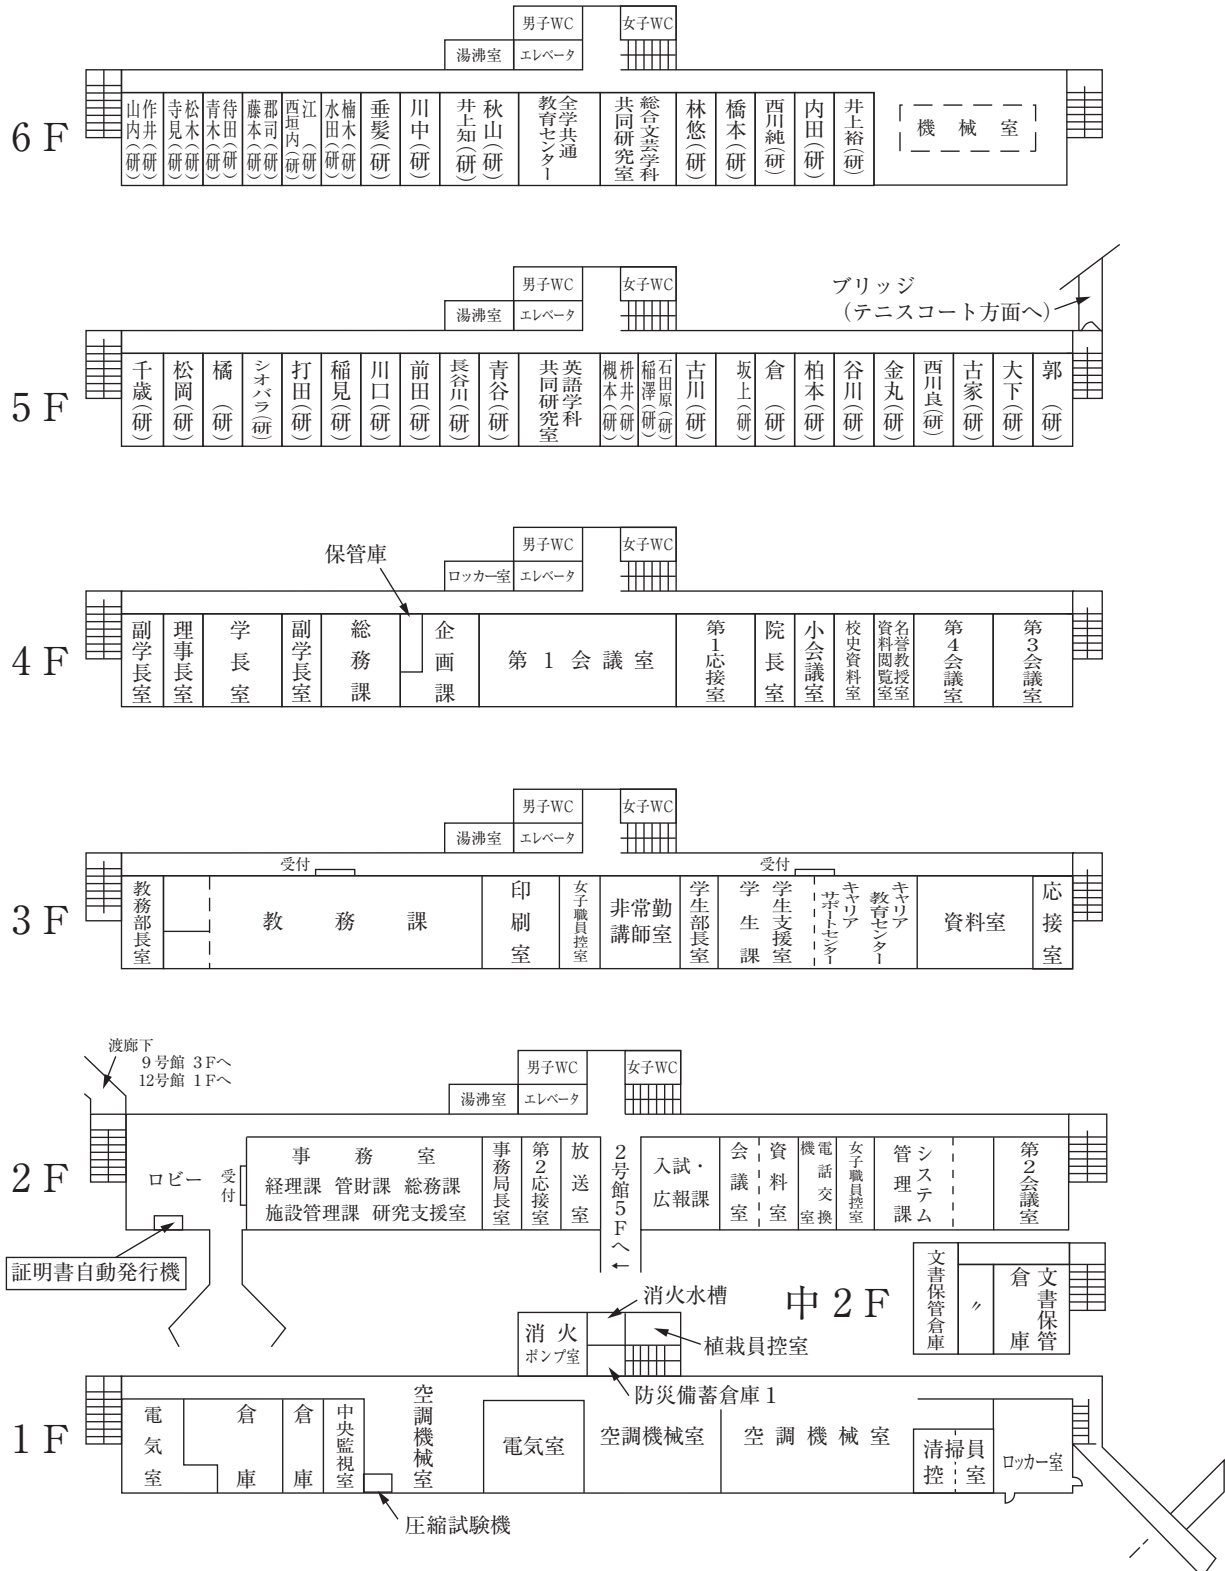 男子WC
女子WC
湯沸室
エレベータ
6 F
山内(研)
作井(研)
寺見(研)
松木(研)
青木(研)
待田(研)
藤本(研)
郡司(研)
西垣内(研)
江(研)
水田(研)
楠木(研)
垂髪(研)
川中(研)
井上知(研)
秋山(研)
全学共通
教育センター
総合文芸学科
共同研究室
林悠(研)
橋本(研)
西川純(研)
内田(研)
井上裕(研)
機械室
男子WC
女子WC
湯沸室
エレベータ
ブリッジ
(テニスコート方面へ)
5 F
千歳(研)
松岡(研)
橘(研)
シオバラ(研)
打田(研)
稲見(研)
川口(研)
前田(研)
長谷川(研)
青谷(研)
英語学科
共同研究室
槻本(研)
枡井(研)
稲澤(研)
石田原(研)
古川(研)
坂上(研)
倉(研)
柏本(研)
谷川(研)
金丸(研)
西川良(研)
古家(研)
大下(研)
郭(研)
男子WC
女子WC
保管庫
ロッカー室
エレベータ
4 F
副学長室
理事長室
学長室
副学長室
総務課
企画課
第1会議室
第1応接室
院長室
小会議室
校史資料室
名誉教授室
資料閲覧室
第4会議室
第3会議室
男子WC
女子WC
湯沸室
エレベータ
受付
受付
3 F
教務部長室
教務課
印刷室
女子職員控室
非常勤
講師室
学生部長室
学生課
学生支援室
キャリア
サポートセンター
キャリア
教育センター
資料室
応接室
渡廊下
9号館 3Fへ
12号館 1Fへ
男子WC
女子WC
湯沸室
エレベータ
2 F
ロビー
受付
事務室
経理課 管財課 総務課
施設管理課 研究支援室
事務局長室
第2応接室
放送室
2号館5Fへ←
入試・
広報課
会議室
資料室
電話交換
機室
女子職員控室
システム
管理課
第2会議室
証明書自動発行機
中2F
文書保管倉庫
〃
文書保管
倉庫
消火水槽
消火
ポンプ室
植栽員控室
防災備蓄倉庫1
1 F
電気室
倉庫
倉庫
中央監視室
空調機械室
電気室
空調機械室
空調機械室
清掃員
控室
ロッカー室
圧縮試験機